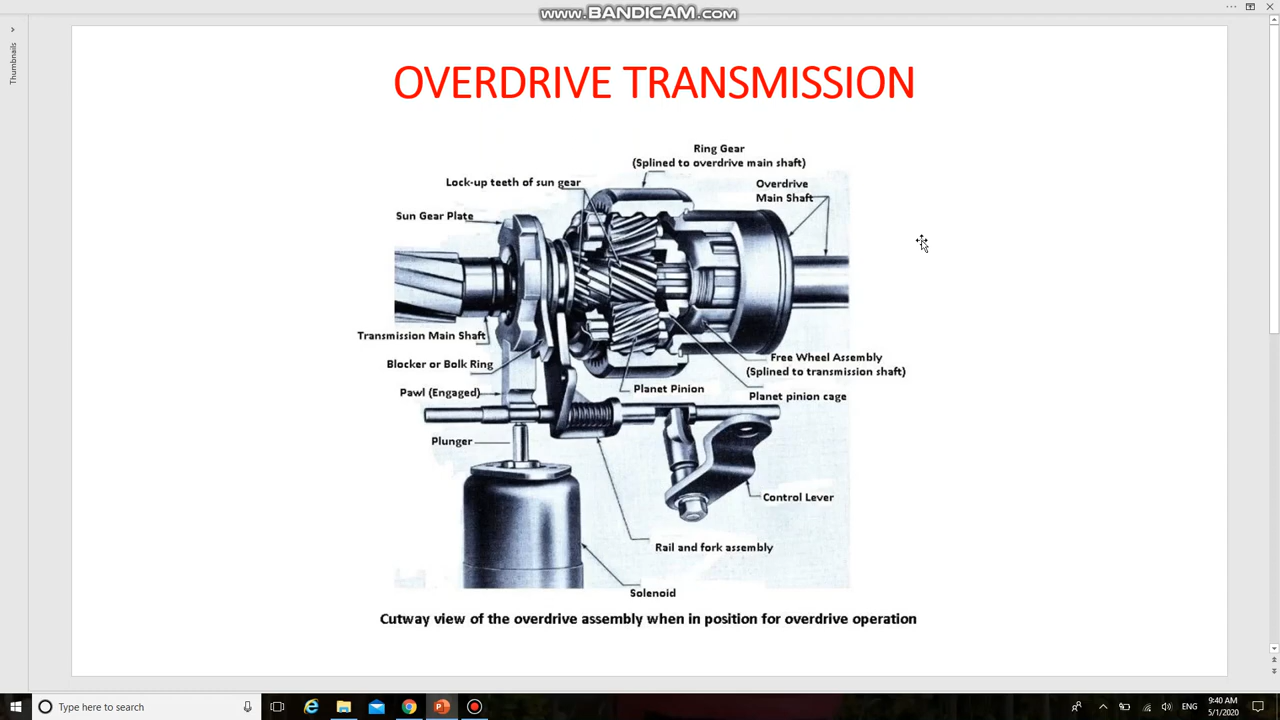 www.BANDICAM.com
Thumbnails
OVERDRIVE TRANSMISSION
Ring Gear
(Splined to overdrive main shaft)
Lock-up teeth of sun gear
Overdrive
Main Shaft
Sun Gear Plate
Transmission Main Shaft
Blocker or Bolk Ring
Free Wheel Assembly
(Splined to transmission shaft)
Pawl (Engaged)
Planet Pinion
Planet pinion cage
Plunger
Control Lever
Rail and fork assembly
Solenoid
Cutway view of the overdrive assembly when in position for overdrive operation
Type here to search
ENG
9:40 AM
5/1/2020